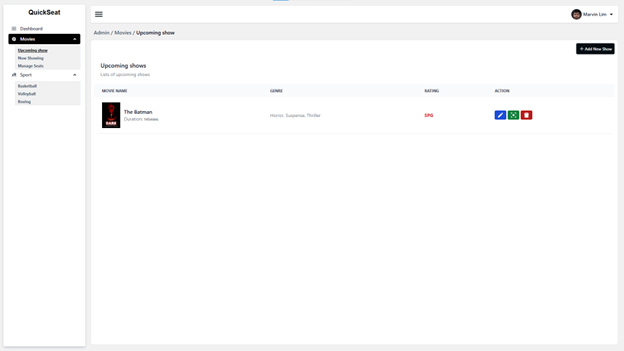 QuickSeat
Marvin Lim
Dashboard
Movies
Upcoming show
Now Showing
Manage Seats
Sport
Basketball
Volleyball
Boxing
Admin / Movies / Upcoming show
+ Add New Show
Upcoming shows
Lists of upcoming shows
MOVIE NAME GENRE RATING ACTION
The Batman
Duration:
Horror, Suspense, Thriller SPG